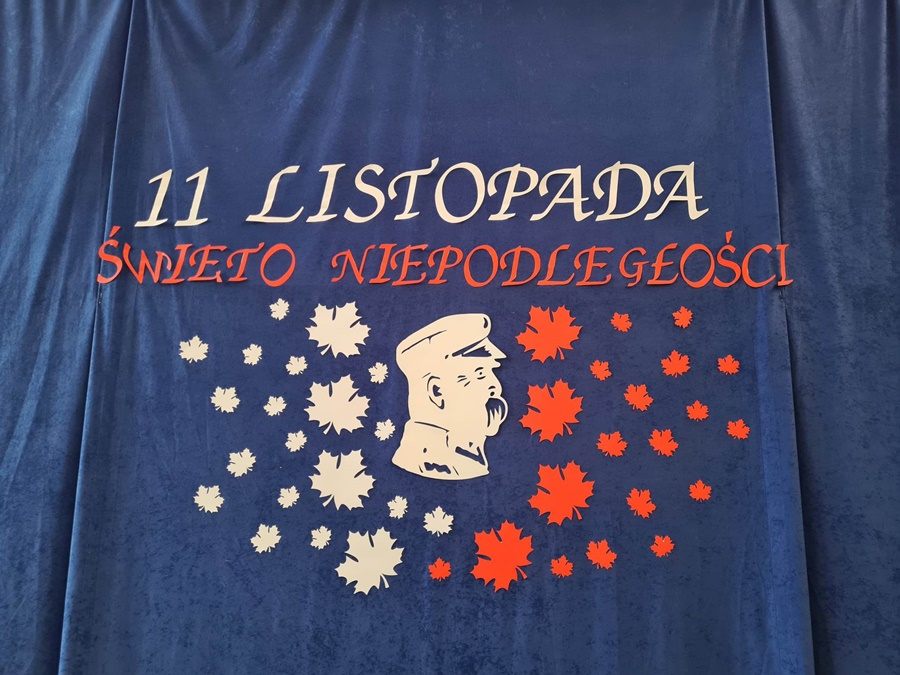 11 LISTOPADA
ŚWIĘTO NIEPODLEGŁOŚCI